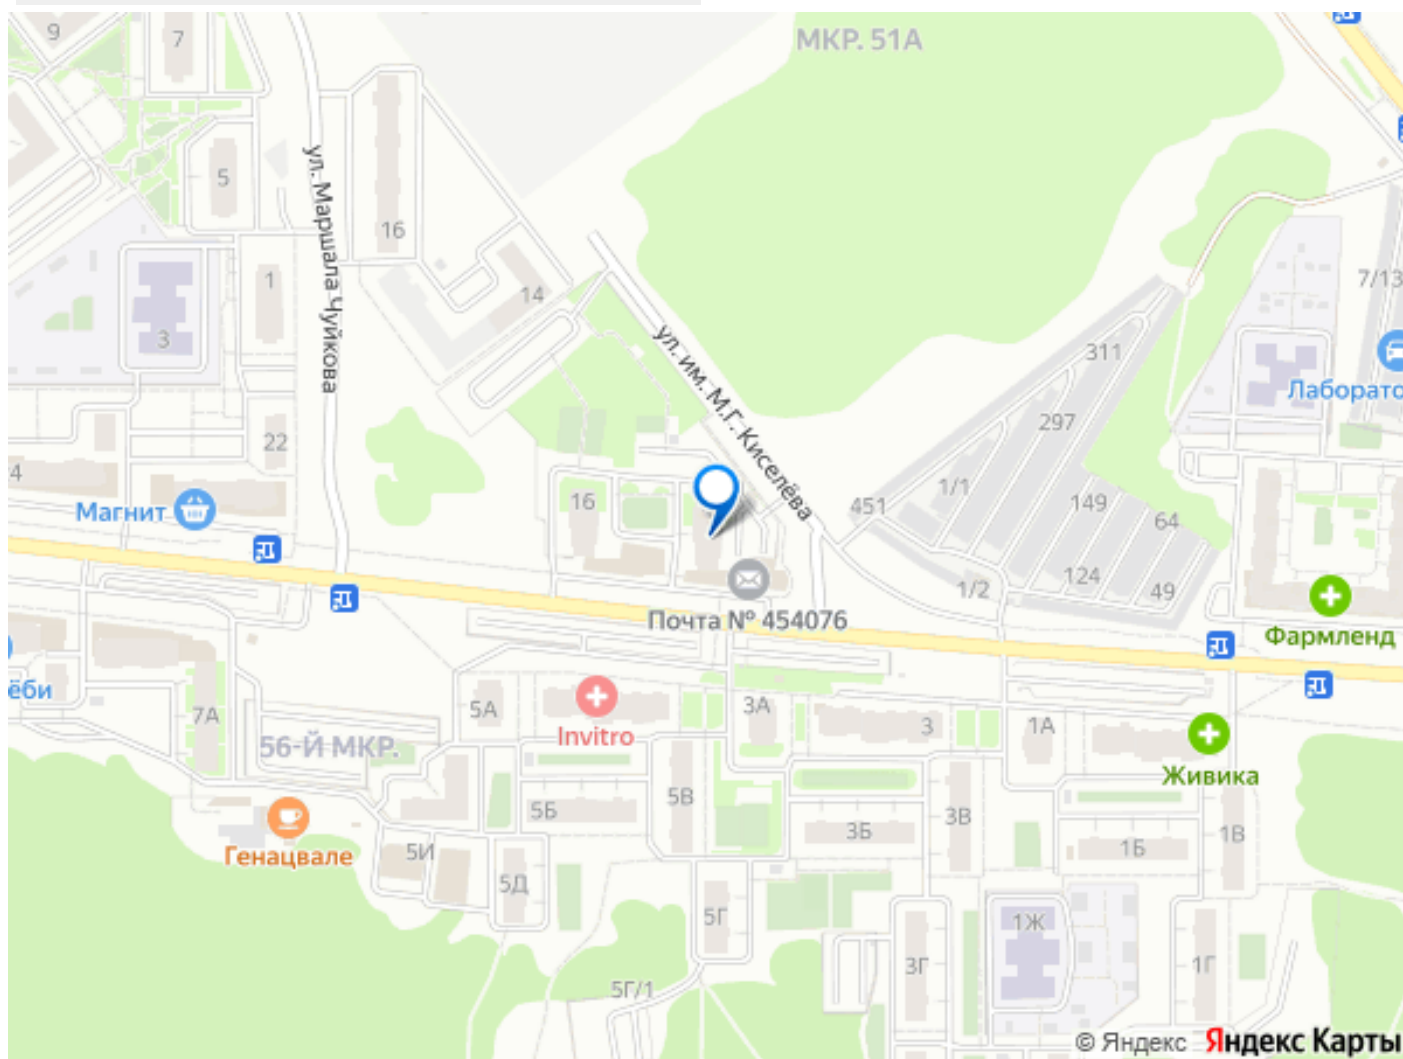 9
7
МКР. 51А
5
16
ул. Маршала Чуйкова
1
14
7/13
3
311
ул. им. М.Г. Киселёва
Лаборато
22
297
4
1/1
16
451
149
64
Магнит
124
49
1/2
Почта № 454076
Фармленд
ёби
7А
5А
Invitro
3А
3
1А
56-Й МКР.
Живика
5Б
5В
3Б
3В
1Б
1В
Генацвале
5И
5Д
5Г
1Ж
3Г
1Г
5Г/1
© Яндекс Яндекс Карты